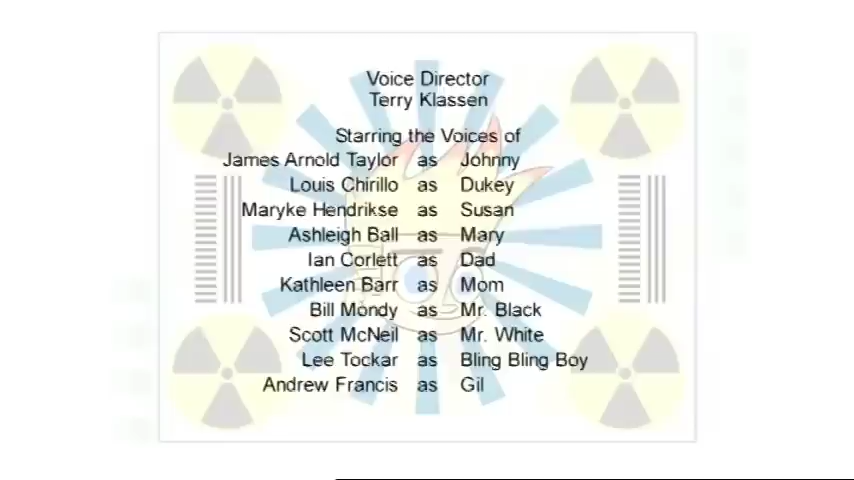 Voice Director
Terry Klassen
Starring the Voices of
James Arnold Taylor as Johnny
Louis Chirillo as Dukey
Maryke Hendrikse as Susan
Ashleigh Ball as Mary
Ian Corlett as Dad
Kathleen Barr as Mom
Bill Mondy as Mr. Black
Scott McNeil as Mr. White
Lee Tockar as Bling Bling Boy
Andrew Francis as Gil